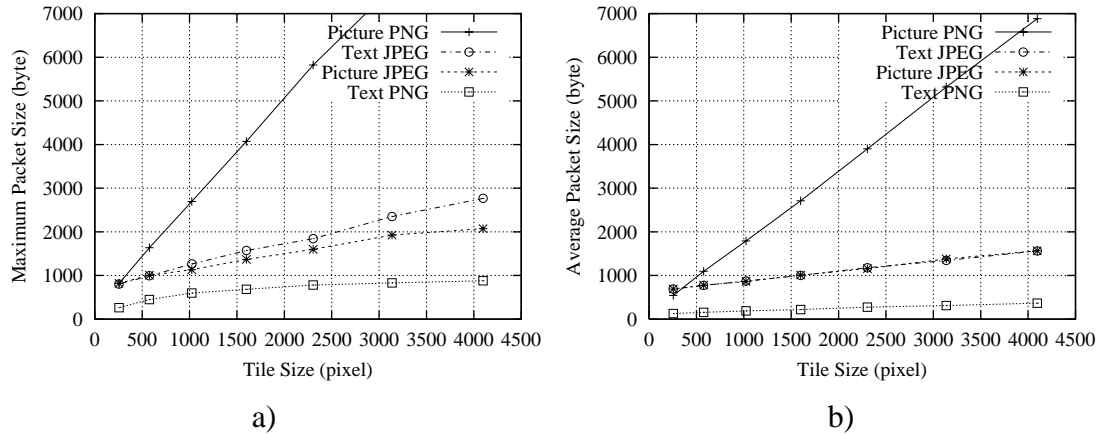 7000
6000
5000
4000
3000
2000
1000
0
Maximum Packet Size (byte)
Picture PNG
Text JPEG
Picture JPEG
Text PNG
0 500 1000 1500 2000 2500 3000 3500 4000 4500
Tile Size (pixel)
a)
7000
6000
5000
4000
3000
2000
1000
0
Average Packet Size (byte)
Picture PNG
Text JPEG
Picture JPEG
Text PNG
0 500 1000 1500 2000 2500 3000 3500 4000 4500
Tile Size (pixel)
b)